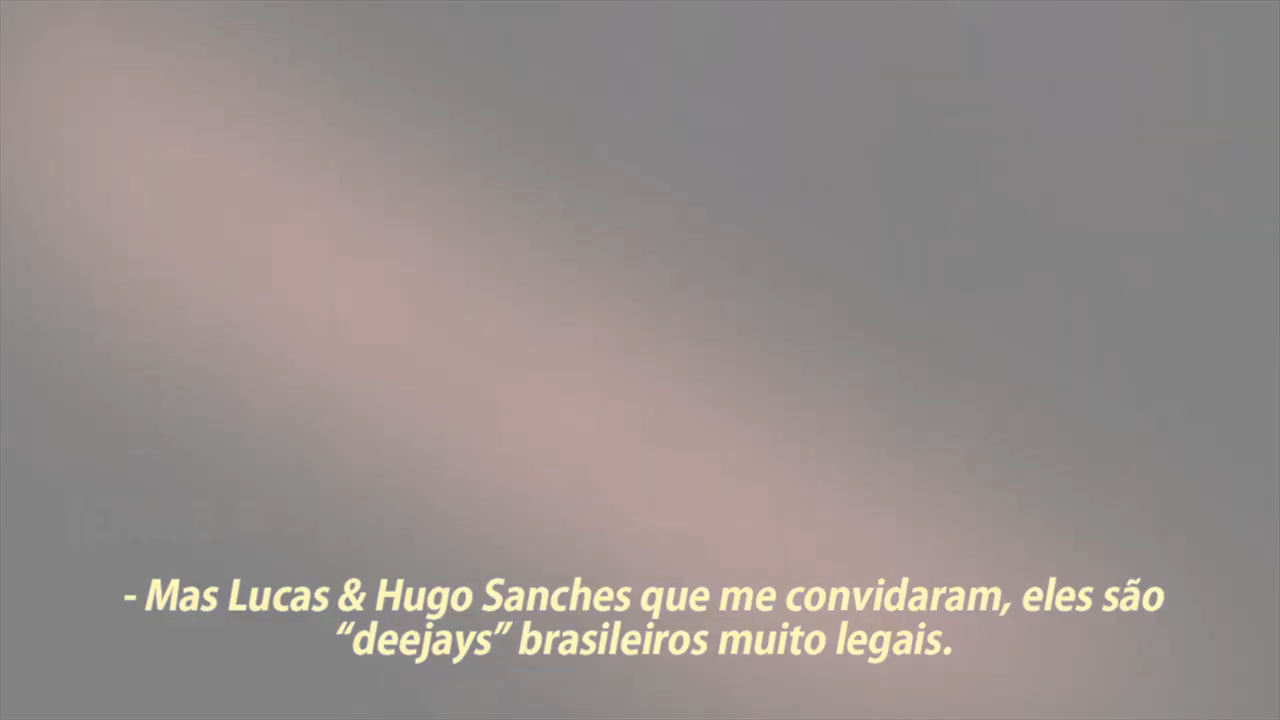 - Mas Lucas & Hugo Sanches que me convidaram, eles são
“deejays” brasileiros muito legais.